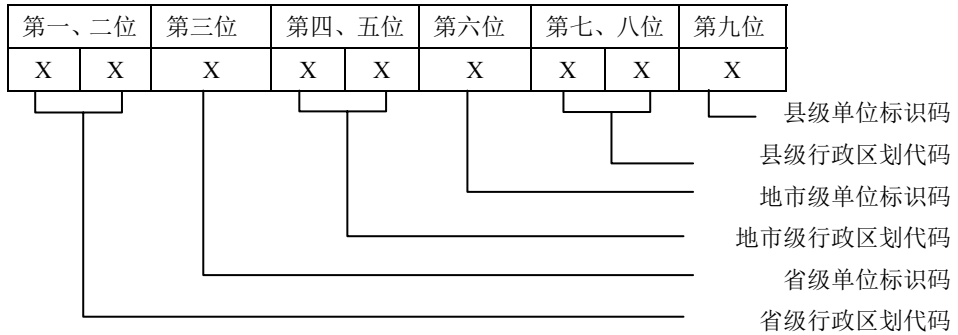 第一、二位 第三位 第四、五位 第六位 第七、八位 第九位
X X X X X X X X X
县级单位标识码
县级行政区划代码
地市级单位标识码
地市级行政区划代码
省级单位标识码
省级行政区划代码